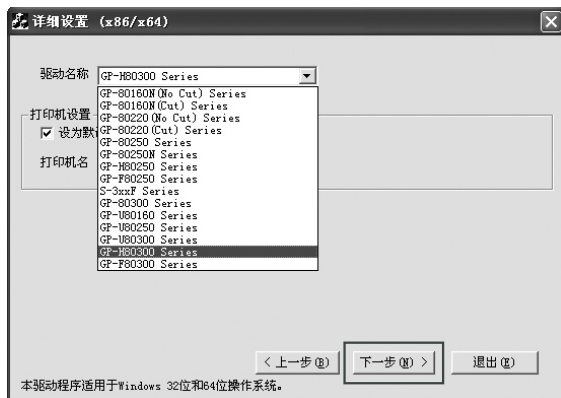 详细设置 (x86/x64)
驱动名称 GP-H80300 Series
GP-80160N(No Cut) Series
GP-80160N(Cut) Series
GP-80220(No Cut) Series
GP-80220(Cut) Series
GP-80250 Series
GP-80250N Series
GP-H80250 Series
GP-F80250 Series
S-3xxF Series
GP-80300 Series
GP-U80160 Series
GP-U80250 Series
GP-U80300 Series
GP-H80300 Series
GP-F80300 Series
打印机设置
设为默
打印机名
< 上一步(B) 下一步(N) > 退出(E)
本驱动程序适用于Windows 32位和64位操作系统。